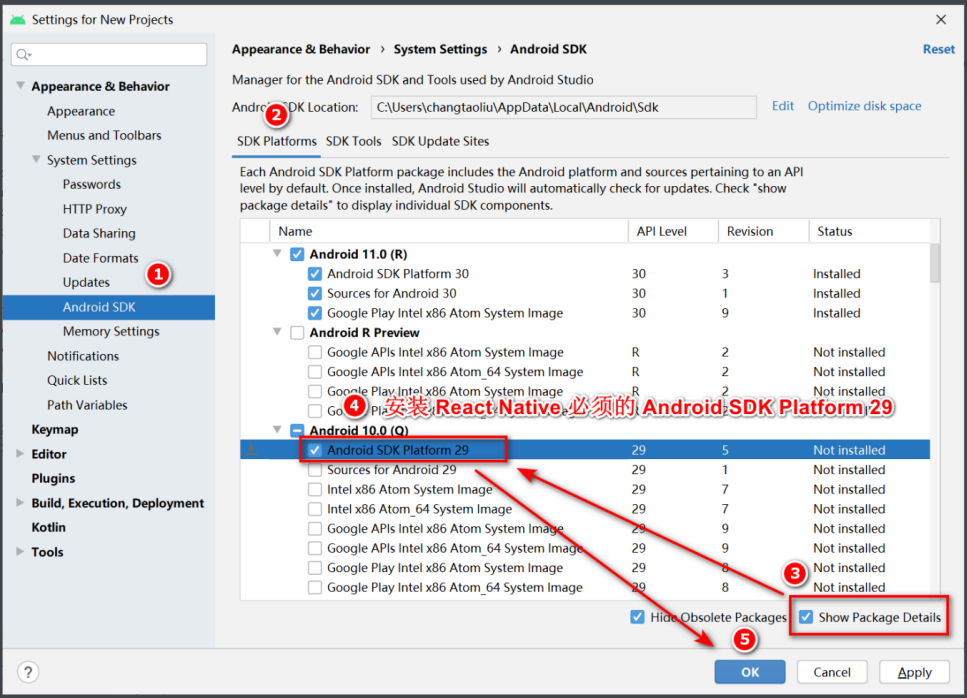 Settings for New Projects
Appearance & Behavior › System Settings › Android SDK
Reset
Appearance & Behavior
Appearance
Menus and Toolbars
System Settings
Passwords
HTTP Proxy
Data Sharing
Date Formats
Updates
1
Android SDK
Memory Settings
Notifications
Quick Lists
Path Variables
Keymap
Editor
Plugins
Build, Execution, Deployment
Kotlin
Tools
Manager for the Android SDK and Tools used by Android Studio
Android SDK Location: C:\Users\changtaoliu\AppData\Local\Android\Sdk Edit Optimize disk space
2
SDK Platforms SDK Tools SDK Update Sites
Each Android SDK Platform package includes the Android platform and sources pertaining to an API
level by default. Once installed, Android Studio will automatically check for updates. Check "show
package details" to display individual SDK components.
Name API Level Revision Status
Android 11.0 (R)
Android SDK Platform 30 30 3 Installed
Sources for Android 30 30 1 Installed
Google Play Intel x86 Atom System Image 30 9 Installed
Android R Preview
Google APIs Intel x86 Atom System Image R 2 Not installed
Google APIs Intel x86 Atom_64 System Image R 2 Not installed
Google Play Intel x86 Atom System Image R 2 Not installed
4 安装 React Native 必须的 Android SDK Platform 29
Android 10.0 (Q)
Android SDK Platform 29 29 5 Not installed
Sources for Android 29 29 1 Not installed
Intel x86 Atom System Image 29 7 Not installed
Intel x86 Atom_64 System Image 29 7 Not installed
Google APIs Intel x86 Atom System Image 29 9 Not installed
Google APIs Intel x86 Atom_64 System Image 29 9 Not installed
Google Play Intel x86 Atom System Image 29 8 Not installed
Google Play Intel x86 Atom_64 System Image 29 8 Not installed
3
Hide Obsolete Packages Show Package Details
5
? OK Cancel Apply